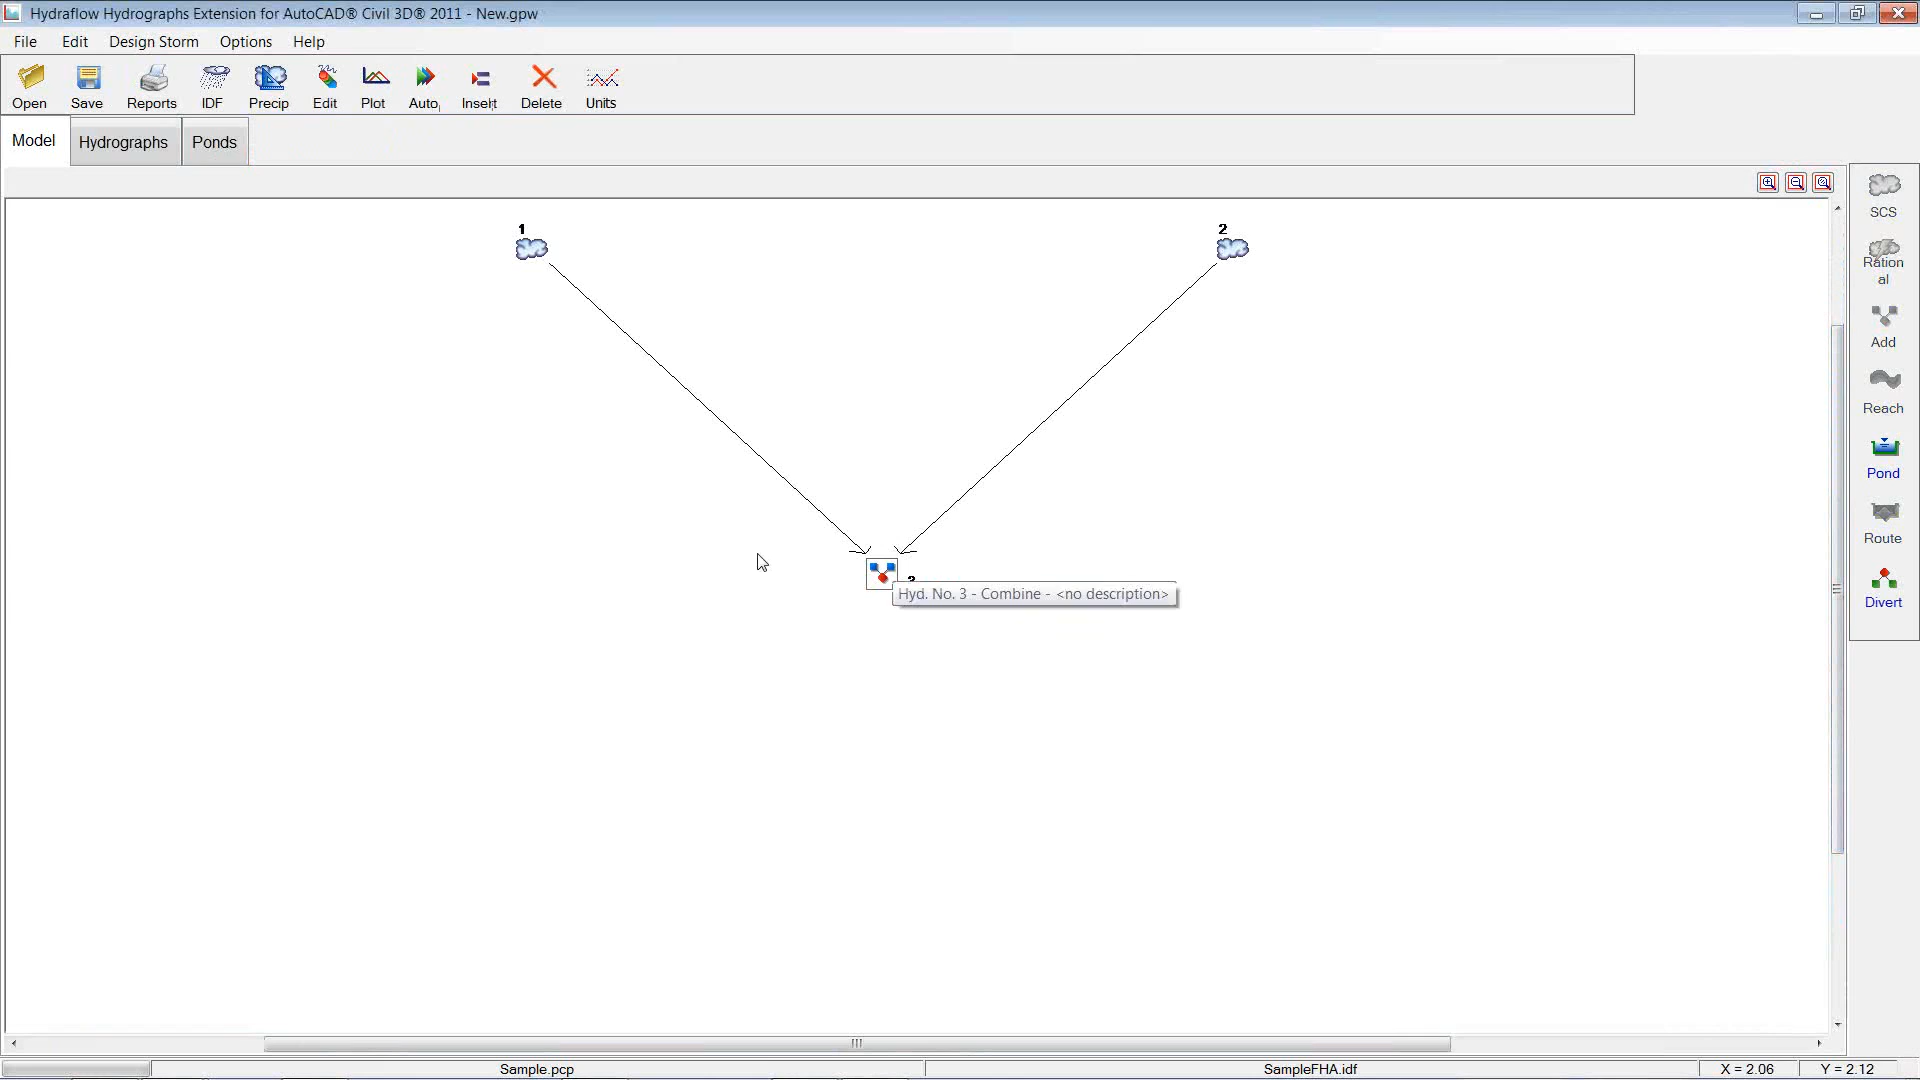 Hydraflow Hydrographs Extension for AutoCAD® Civil 3D® 2011 - New.gpw
File Edit Design Storm Options Help
Open Save Reports IDF Precip Edit Plot Auto Insert Delete Units
Model Hydrographs Ponds
SCS
Ration
al
Add
Reach
Pond
Route
Divert
1 2
3
Hyd. No. 3 - Combine - <no description>
Sample.pcp SampleFHA.idf X = 2.06 Y = 2.12